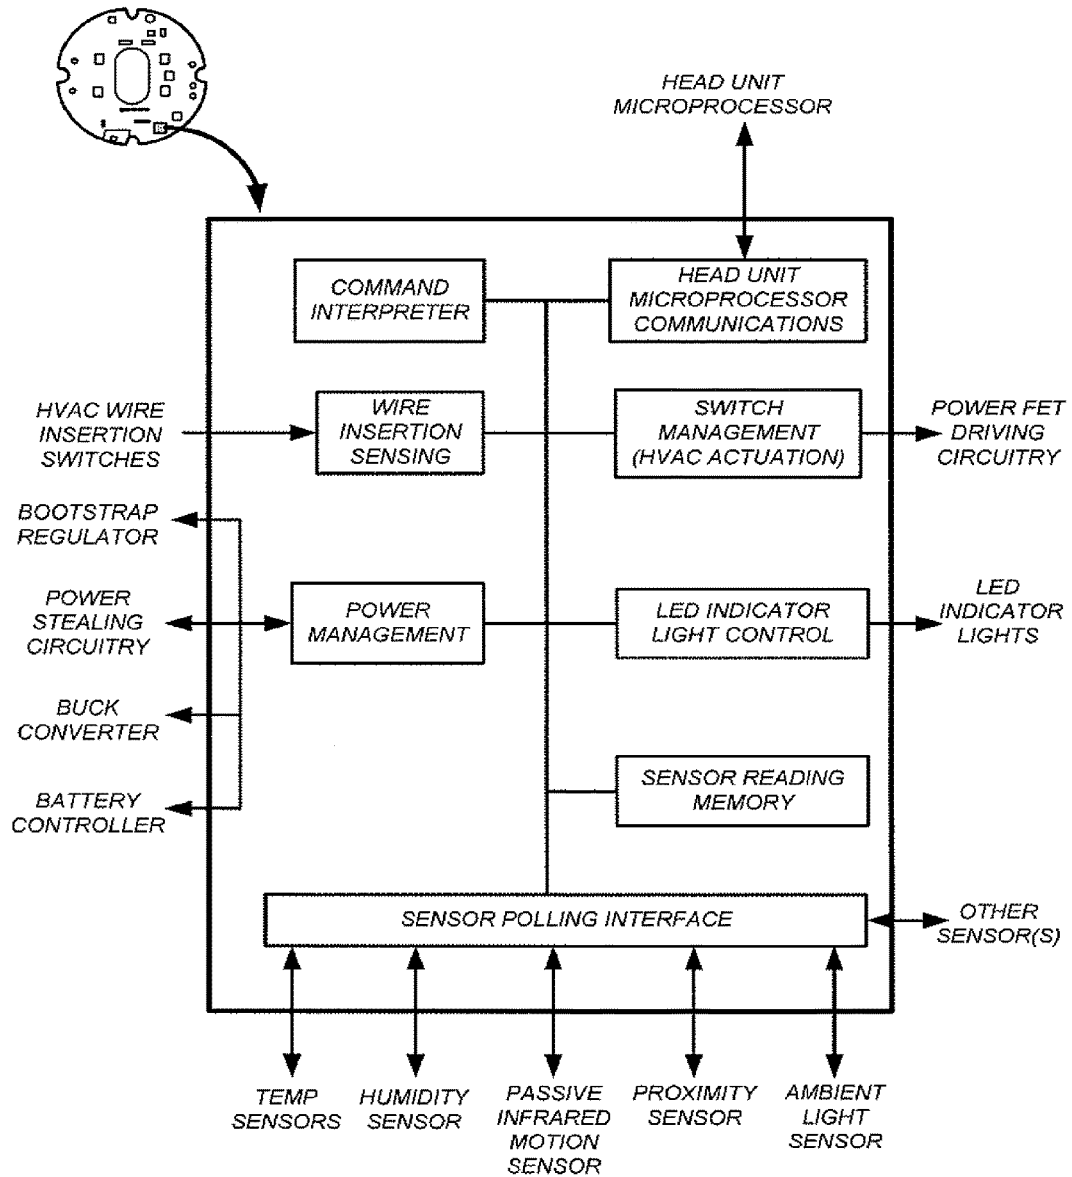 HEAD UNIT
MICROPROCESSOR
COMMAND
INTERPRETER
HEAD UNIT
MICROPROCESSOR
COMMUNICATIONS
HVAC WIRE
INSERTION
SWITCHES
WIRE
INSERTION
SENSING
SWITCH
MANAGEMENT
(HVAC ACTUATION)
POWER FET
DRIVING
CIRCUITRY
BOOTSTRAP
REGULATOR
POWER
STEALING
CIRCUITRY
POWER
MANAGEMENT
LED INDICATOR
LIGHT CONTROL
LED
INDICATOR
LIGHTS
BUCK
CONVERTER
BATTERY
CONTROLLER
SENSOR READING
MEMORY
SENSOR POLLING INTERFACE
OTHER
SENSOR(S)
TEMP
SENSORS
HUMIDITY
SENSOR
PASSIVE
INFRARED
MOTION
SENSOR
PROXIMITY
SENSOR
AMBIENT
LIGHT
SENSOR